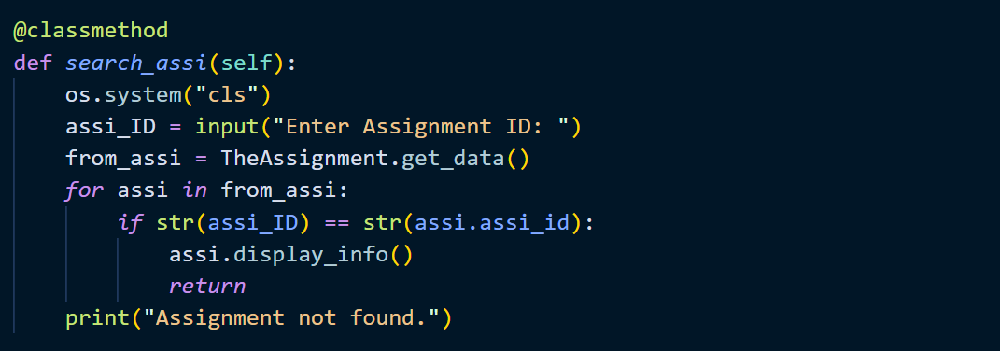 @classmethod
def search_assi(self):
    os.system("cls")
    assi_ID = input("Enter Assignment ID: ")
    from_assi = TheAssignment.get_data()
    for assi in from_assi:
        if str(assi_ID) == str(assi.assi_id):
            assi.display_info()
            return
    print("Assignment not found.")